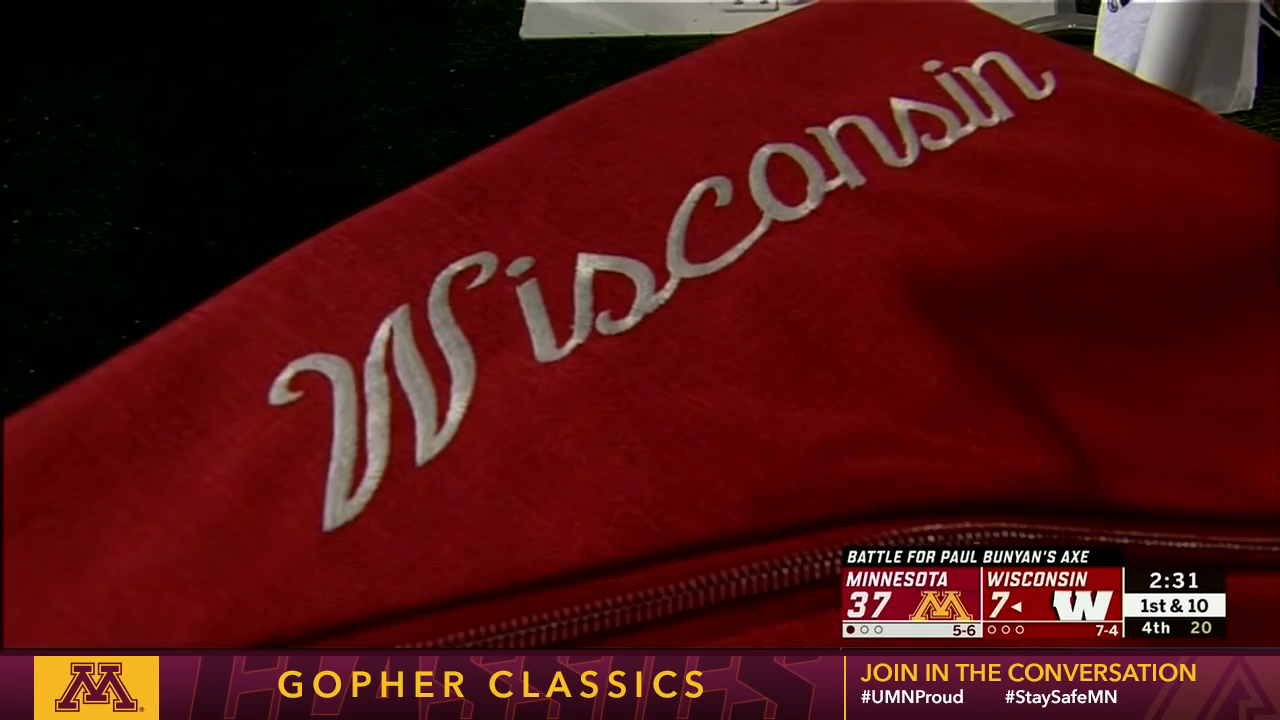 Wisconsin
BATTLE FOR PAUL BUNYAN'S AXE
MINNESOTA
37
M
5-6
WISCONSIN
7
W
7-4
2:31
1st & 10
4th 20
M
GOPHER CLASSICS
JOIN IN THE CONVERSATION
#UMNProud #StaySafeMN